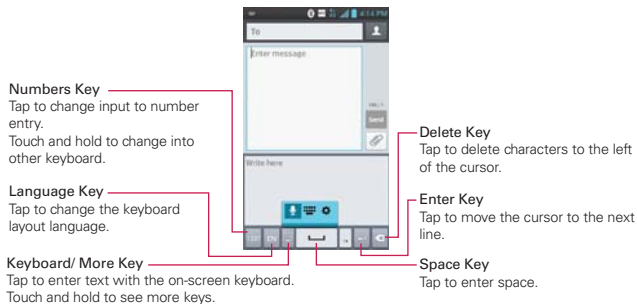 4:14 PM
To
Enter message
Send
Write here
EN
Numbers Key
Tap to change input to number
entry.
Touch and hold to change into
other keyboard.
Language Key
Tap to change the keyboard
layout language.
Keyboard/ More Key
Tap to enter text with the on-screen keyboard.
Touch and hold to see more keys.
Delete Key
Tap to delete characters to the left
of the cursor.
Enter Key
Tap to move the cursor to the next
line.
Space Key
Tap to enter space.